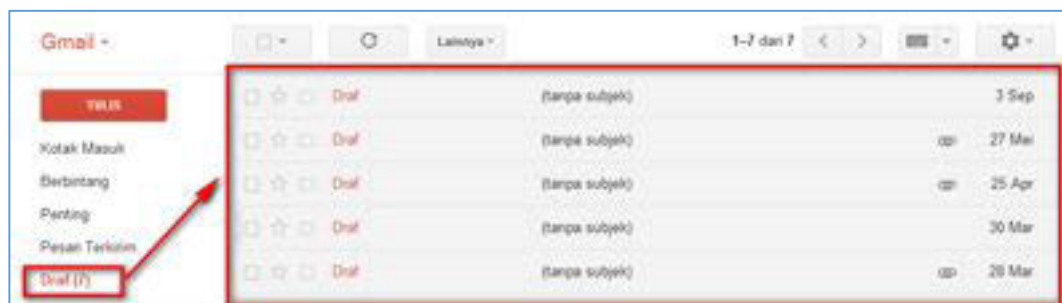 Gmail
Lainnya
1–7 dari 7
TULIS
Kotak Masuk
Berbintang
Penting
Pesan Terkirim
Draf (7)
Draf (tanpa subjek) 3 Sep
Draf (tanpa subjek) 27 Mei
Draf (tanpa subjek) 25 Apr
Draf (tanpa subjek) 30 Mar
Draf (tanpa subjek) 28 Mar